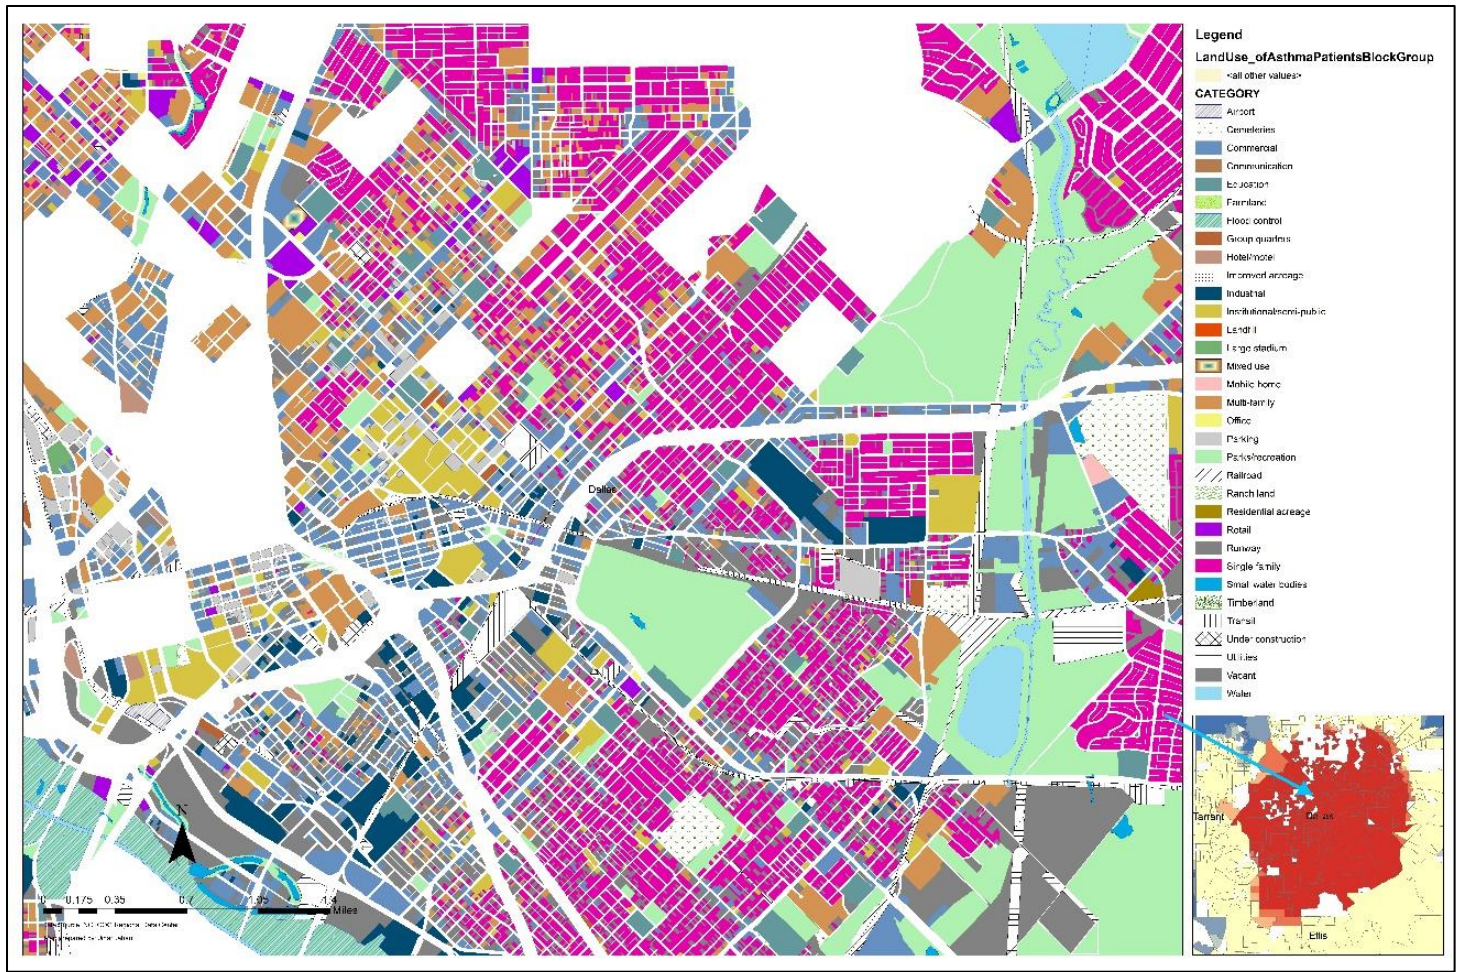 Legend
LandUse_ofAsthmaPatientsBlockGroup
<all other values>
CATEGORY
Airport
Cemeteries
Commercial
Communication
Education
Farmland
Flood control
Group quarters
Hotel/motel
Improved acreage
Industrial
Institutional/semi-public
Landfill
Large stadium
Mixed use
Mobile home
Multi-family
Office
Parking
Parks/recreation
Railroad
Ranch land
Residential acreage
Retail
Runway
Single family
Small water bodies
Timberland
Transit
Under construction
Utilities
Vacant
Water
Dallas
N
0 0.175 0.35 0.7 1.05 1.4
Miles
Regional Data Center
Tarrant
Dallas
Ellis